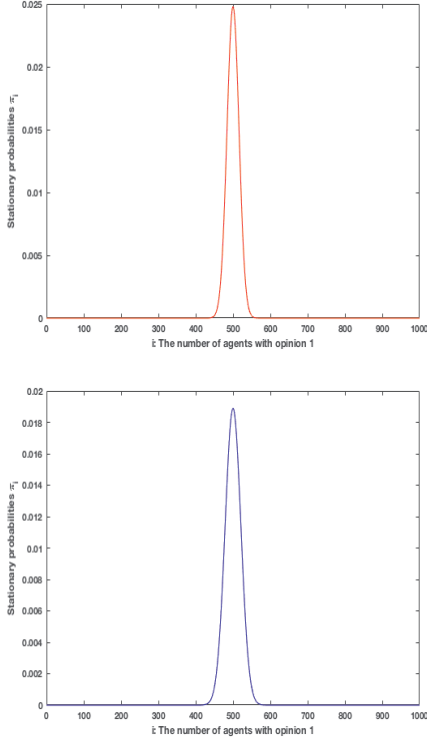 0.025
0.02
0.015
0.01
0.005
0
Stationary probabilities π_i
0 100 200 300 400 500 600 700 800 900 1000
i: The number of agents with opinion 1
0.02
0.018
0.016
0.014
0.012
0.01
0.008
0.006
0.004
0.002
0
Stationary probabilities π_i
0 100 200 300 400 500 600 700 800 900 1000
i: The number of agents with opinion 1